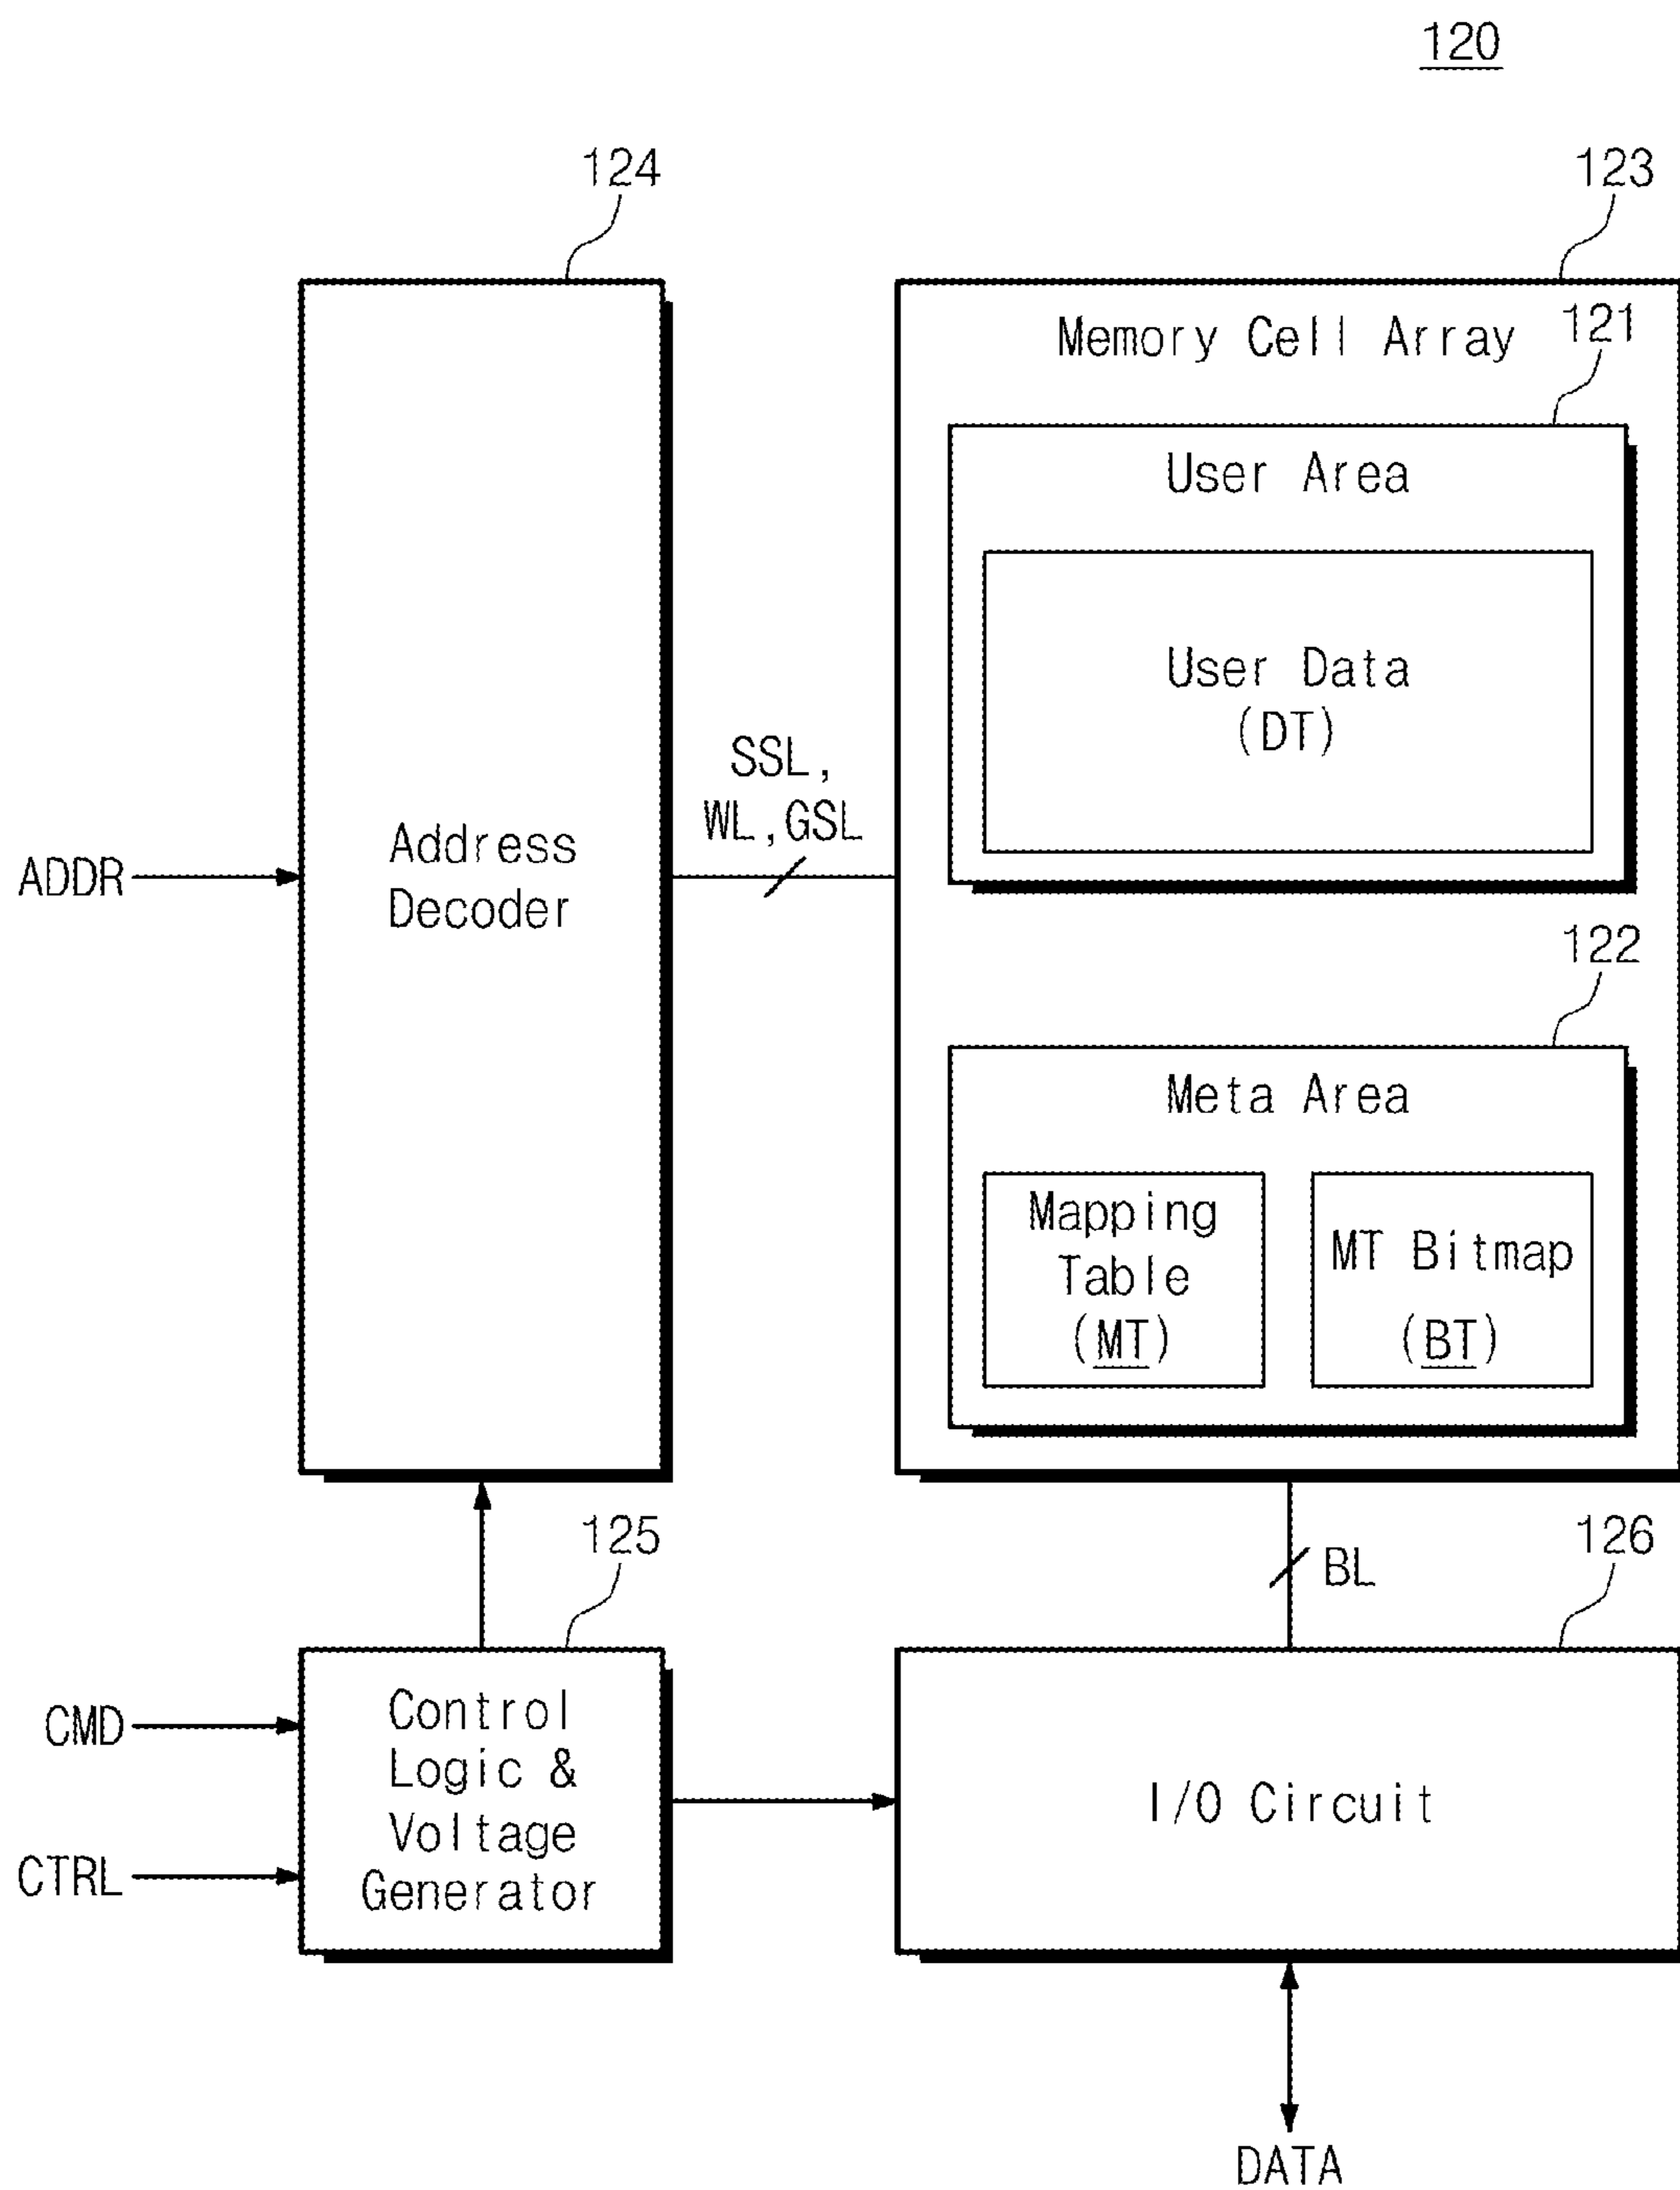 120
124
123
Memory Cell Array
121
User Area
User Data
(DT)
SSL,
WL,GSL
Address
Decoder
ADDR
122
Meta Area
Mapping
Table
(MT)
MT Bitmap
(BT)
125
126
BL
CMD
CTRL
Control
Logic &
Voltage
Generator
I/O Circuit
DATA